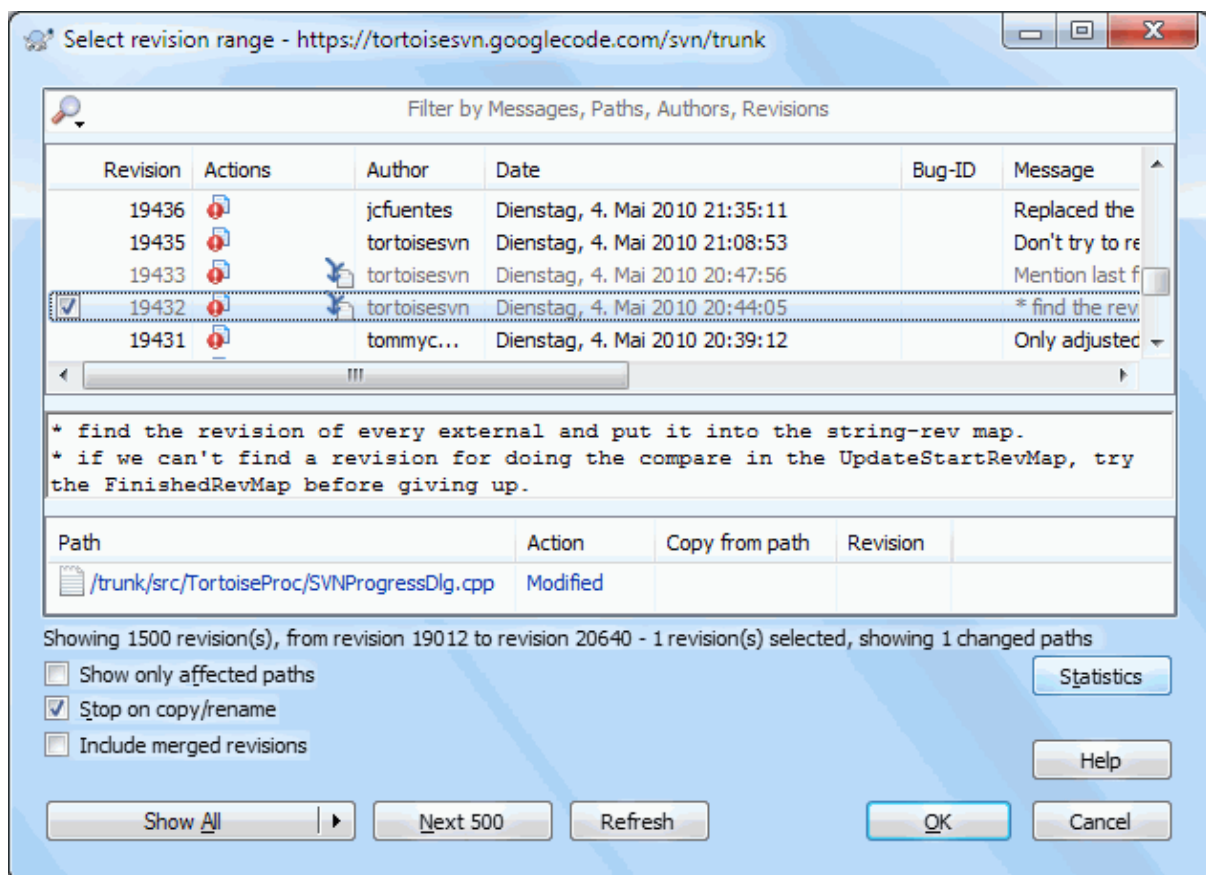 Select revision range - https://tortoisesvn.googlecode.com/svn/trunk
Filter by Messages, Paths, Authors, Revisions
Revision Actions Author Date Bug-ID Message
19436 jcfuentes Dienstag, 4. Mai 2010 21:35:11 Replaced the
19435 tortoisesvn Dienstag, 4. Mai 2010 21:08:53 Don't try to re
19433 tortoisesvn Dienstag, 4. Mai 2010 20:47:56 Mention last f
19432 tortoisesvn Dienstag, 4. Mai 2010 20:44:05 * find the rev
19431 tommyc... Dienstag, 4. Mai 2010 20:39:12 Only adjusted
* find the revision of every external and put it into the string-rev map.
* if we can't find a revision for doing the compare in the UpdateStartRevMap, try
the FinishedRevMap before giving up.
Path Action Copy from path Revision
/trunk/src/TortoiseProc/SVNProgressDlg.cpp Modified
Showing 1500 revision(s), from revision 19012 to revision 20640 - 1 revision(s) selected, showing 1 changed paths
Show only affected paths
Statistics
Stop on copy/rename
Include merged revisions
Help
Show All Next 500 Refresh OK Cancel